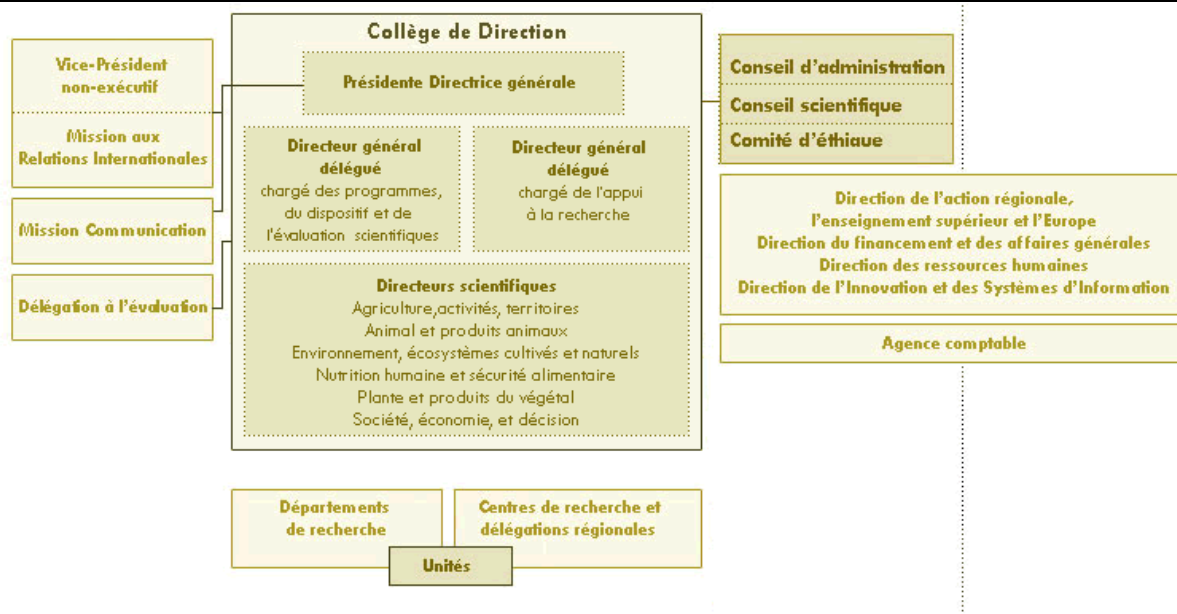 Collège de Direction
Présidente Directrice générale
Directeur général
délégué
chargé des programmes,
du dispositif et de
l'évaluation scientifiques
Directeur général
délégué
chargé de l'appui
à la recherche
Directeurs scientifiques
Agriculture,activités, territoires
Animal et produits animaux
Environnement, écosystèmes cultivés et naturels
Nutrition humaine et sécurité alimentaire
Plante et produits du végétal
Société, économie, et décision
Vice-Président
non-exécutif
Mission aux
Relations Internationales
Mission Communication
Délégation à l'évaluation
Conseil d'administration
Conseil scientifique
Comité d'éthiaue
Direction de l'action régionale,
l'enseignement supérieur et l'Europe
Direction du financement et des affaires générales
Direction des ressources humaines
Direction de l'Innovation et des Systèmes d'Information
Agence comptable
Départements
de recherche
Centres de recherche et
délégations régionales
Unités